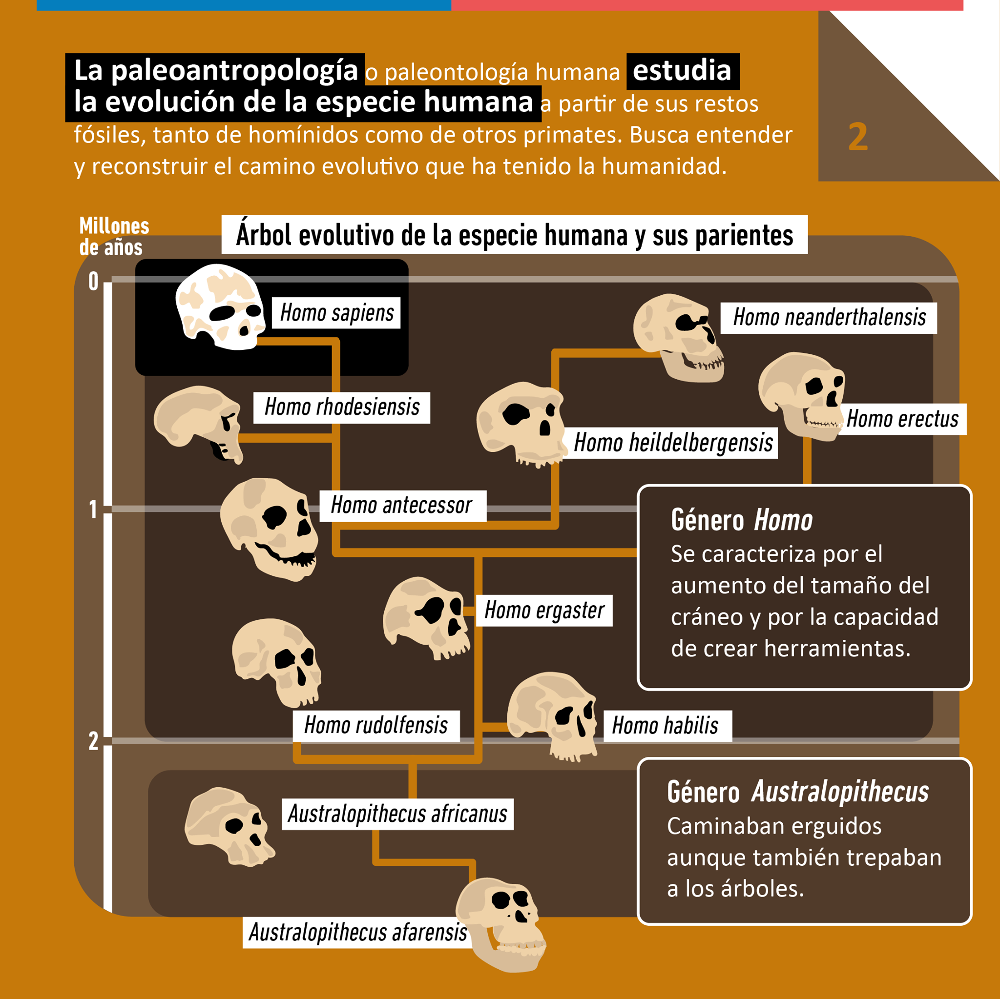 La paleoantropología o paleontología humana estudia
la evolución de la especie humana a partir de sus restos
fósiles, tanto de homínidos como de otros primates. Busca entender
y reconstruir el camino evolutivo que ha tenido la humanidad.
2
Millones
de años
Árbol evolutivo de la especie humana y sus parientes
0
Homo sapiens
Homo neanderthalensis
Homo rhodesiensis
Homo erectus
Homo heildelbergensis
1
Homo antecessor
Género Homo
Se caracteriza por el
aumento del tamaño del
cráneo y por la capacidad
de crear herramientas.
Homo ergaster
Homo rudolfensis
Homo habilis
2
Género Australopithecus
Caminaban erguidos
aunque también trepaban
a los árboles.
Australopithecus africanus
Australopithecus afarensis